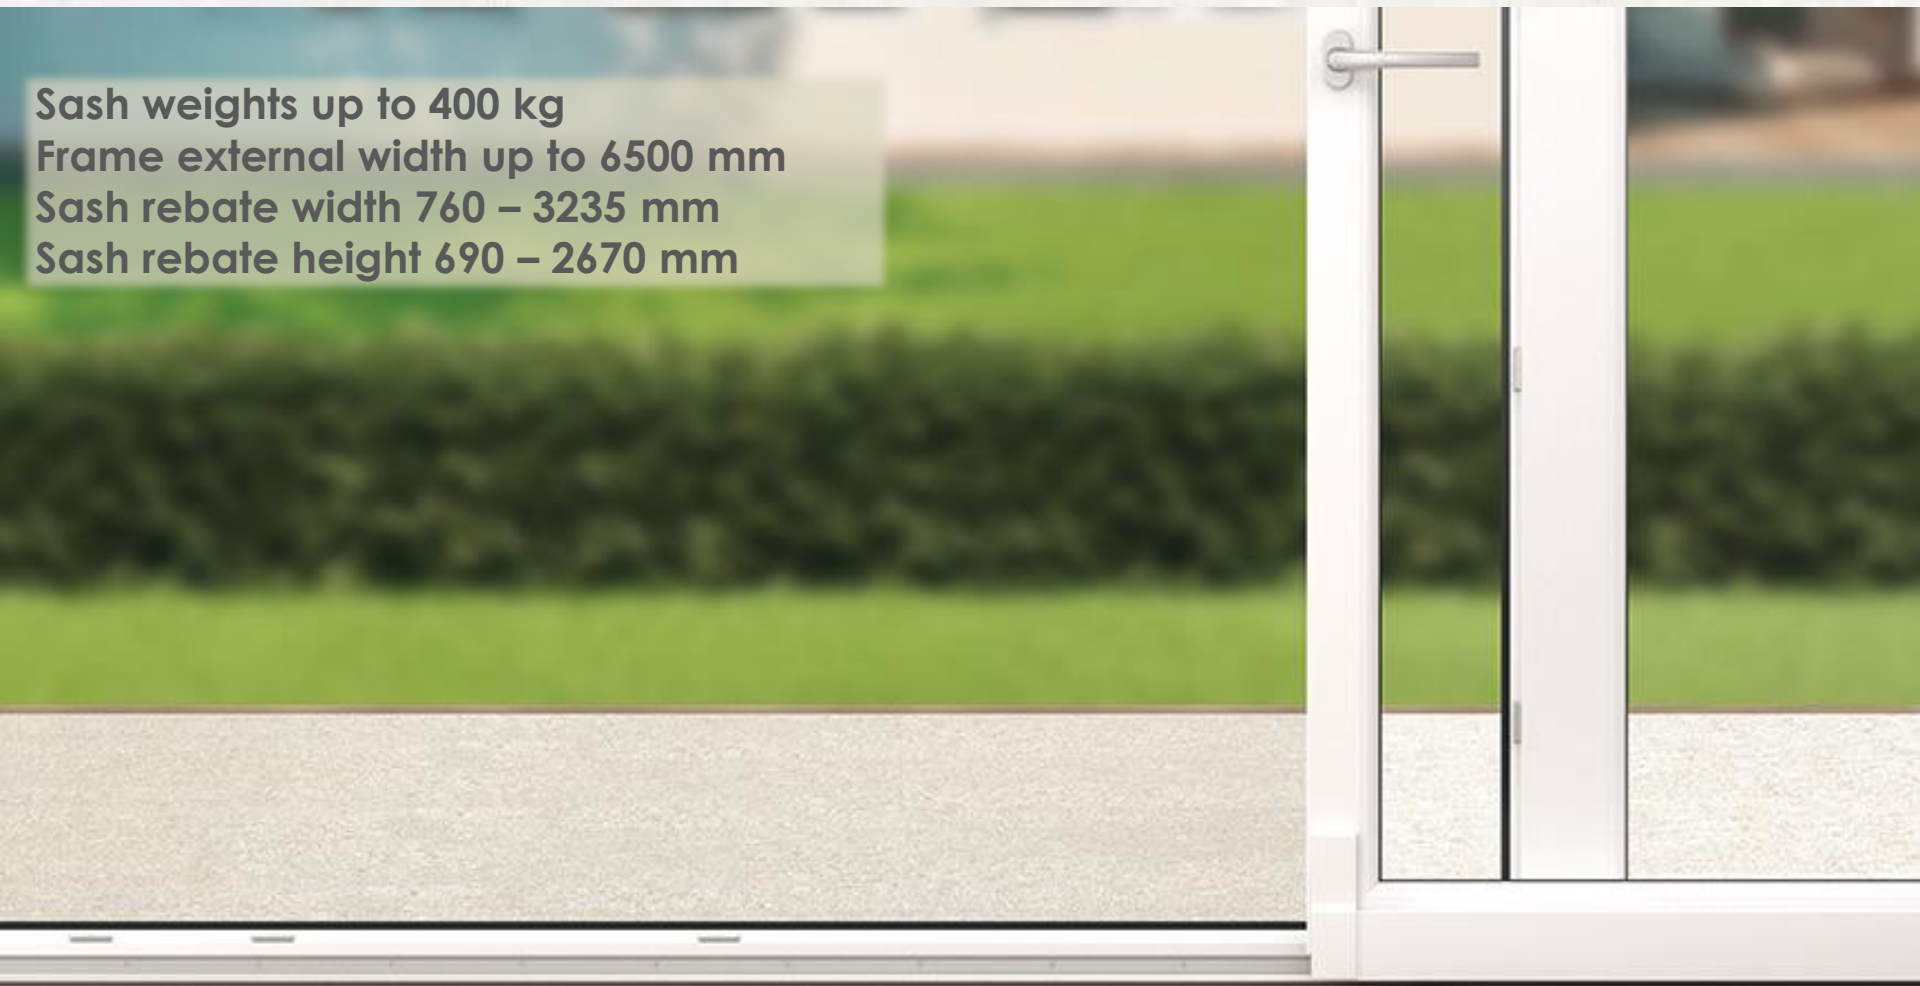 Sash weights up to 400 kg
Frame external width up to 6500 mm
Sash rebate width 760 – 3235 mm
Sash rebate height 690 – 2670 mm